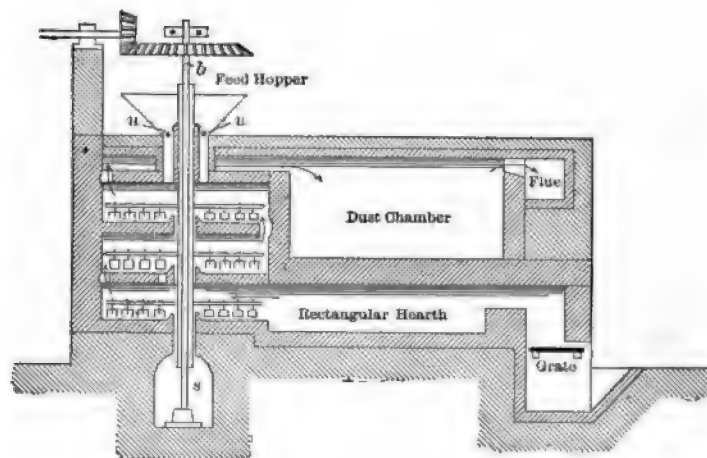 b
Feed Hopper
u u
Flue
Dust Chamber
Rectangular Hearth
Grate
s